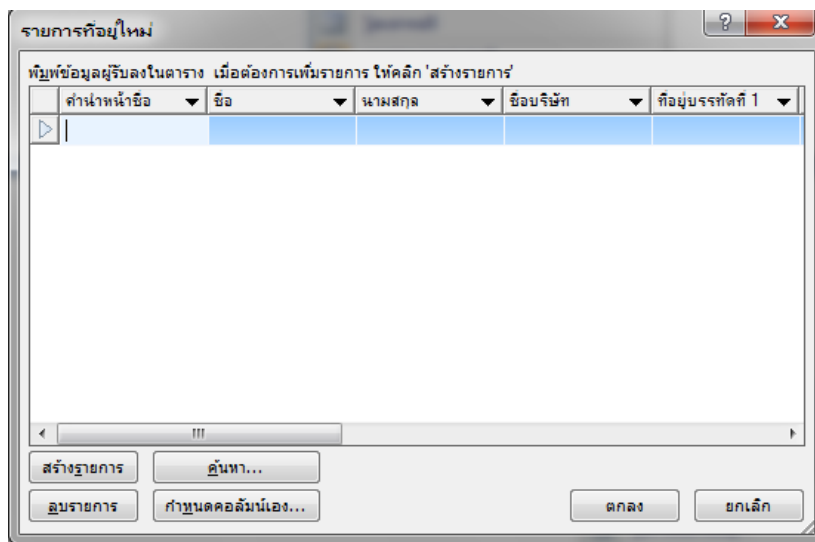 รายการที่อยู่ใหม่
พิมพ์ข้อมูลผู้รับลงในตาราง เมื่อต้องการเพิ่มรายการ ให้คลิก 'สร้างรายการ'
คำนำหน้าชื่อ ชื่อ นามสกุล ชื่อบริษัท ที่อยู่บรรทัดที่ 1
สร้างรายการ ค้นหา...
ลบรายการ กำหนดคอลัมน์เอง... ตกลง ยกเลิก